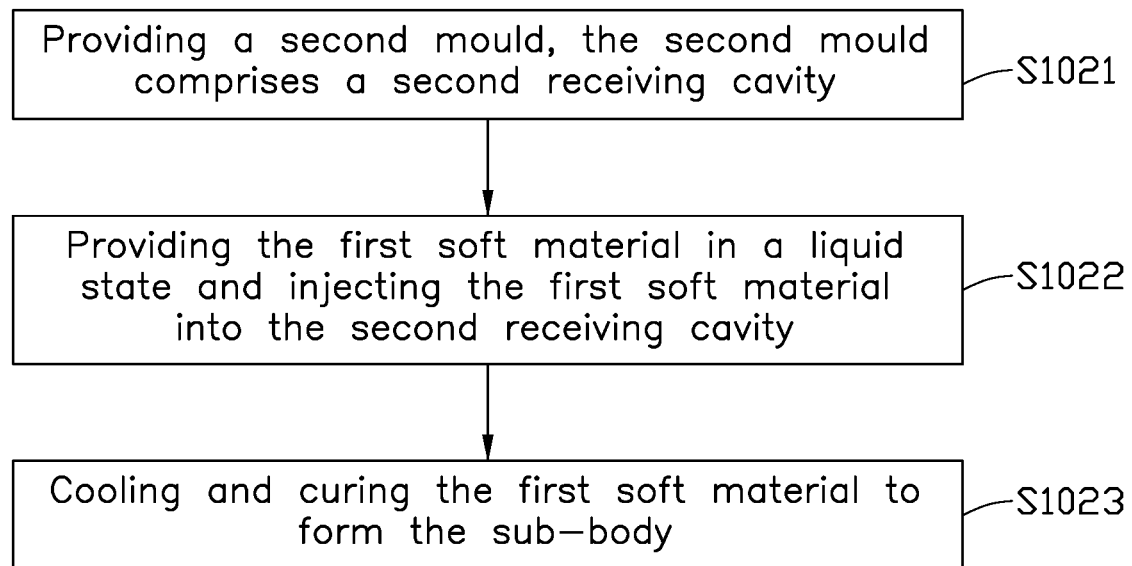 Providing a second mould, the second mould
comprises a second receiving cavity
S1021
Providing the first soft material in a liquid
state and injecting the first soft material
into the second receiving cavity
S1022
Cooling and curing the first soft material to
form the sub-body
S1023